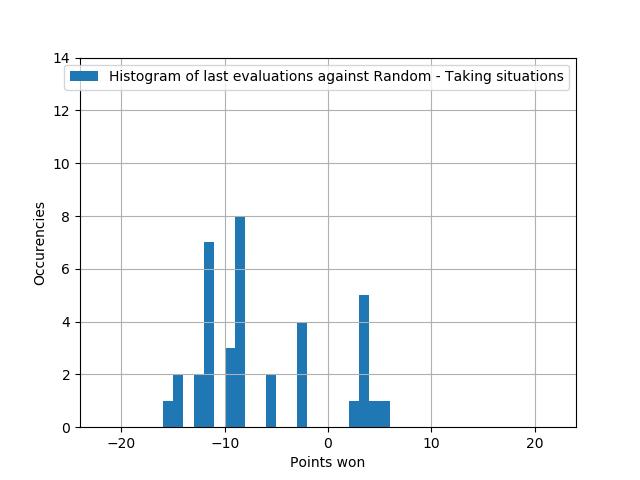 Histogram of last evaluations against Random - Taking situations
14
12
10
8
6
4
2
0
Occurencies
−20 −10 0 10 20
Points won